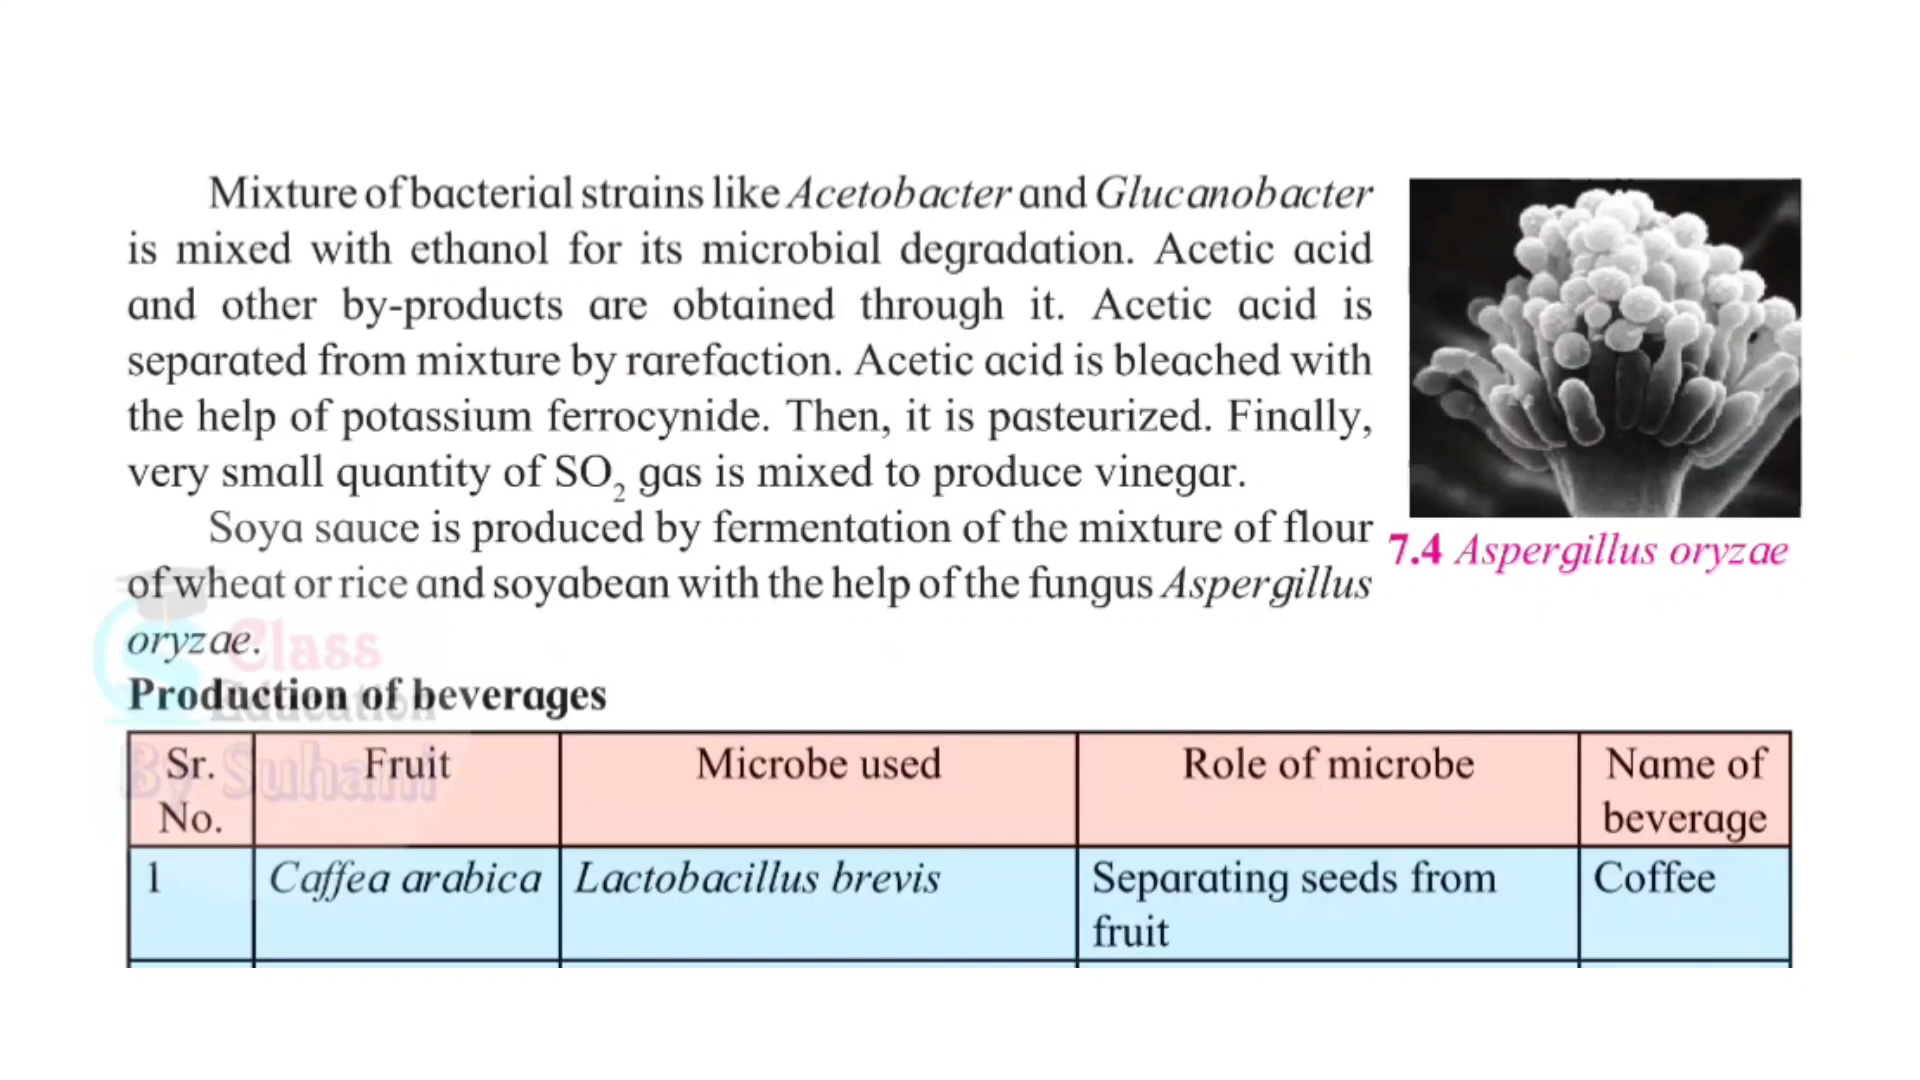 Mixture of bacterial strains like Acetobacter and Glucanobacter
is mixed with ethanol for its microbial degradation. Acetic acid
and other by-products are obtained through it. Acetic acid is
separated from mixture by rarefaction. Acetic acid is bleached with
the help of potassium ferrocynide. Then, it is pasteurized. Finally,
very small quantity of SO₂ gas is mixed to produce vinegar.
Soya sauce is produced by fermentation of the mixture of flour
of wheat or rice and soyabean with the help of the fungus Aspergillus
oryzae.
7.4 Aspergillus oryzae
Class
Education
By Suhani
Production of beverages
Sr. No.
Fruit
Microbe used
Role of microbe
Name of
beverage
1
Caffea arabica
Lactobacillus brevis
Separating seeds from
fruit
Coffee